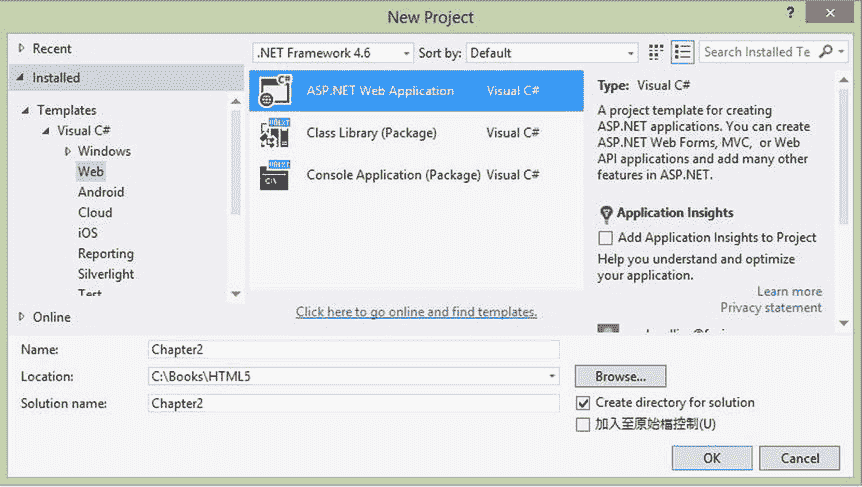 New Project
?
Recent
.NET Framework 4.6
Sort by: Default
Search Installed Te
Installed
Templates
Visual C#
Windows
Web
Android
Cloud
iOS
Reporting
Silverlight
Test
Online
ASP.NET Web Application Visual C#
Class Library (Package) Visual C#
Console Application (Package) Visual C#
Click here to go online and find templates.
Type: Visual C#
A project template for creating
ASP.NET applications. You can create
ASP.NET Web Forms, MVC, or Web
API applications and add many other
features in ASP.NET.
Application Insights
Add Application Insights to Project
Help you understand and optimize
your application.
Learn more
Privacy statement
Name: Chapter2
Location: C:\Books\HTML5
Browse...
Solution name: Chapter2
Create directory for solution
加入至原始檔控制(U)
OK
Cancel